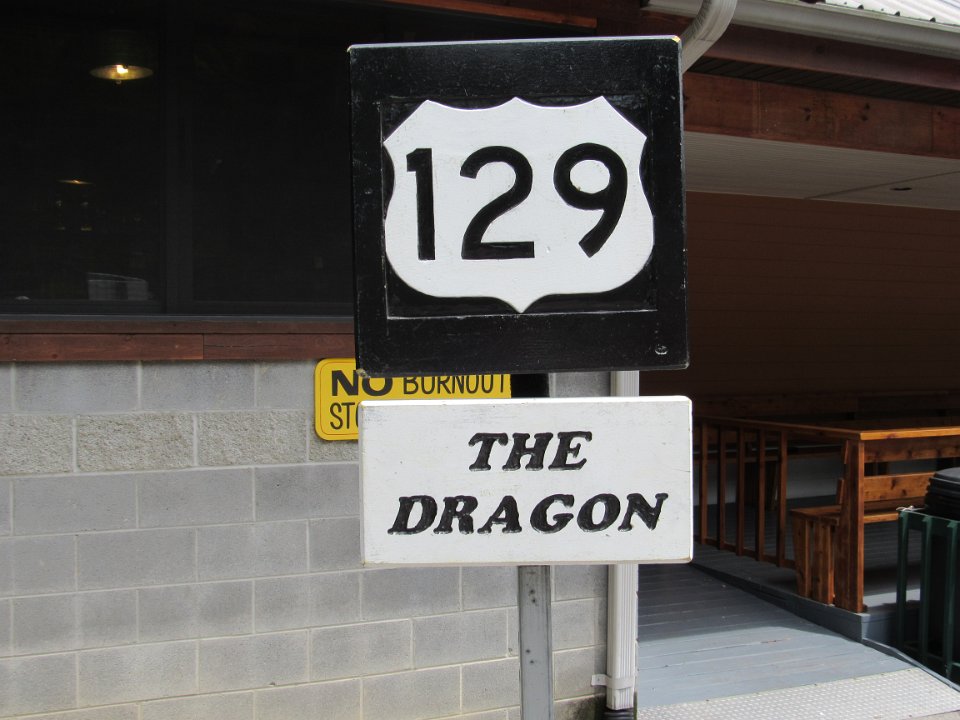 129
NO BURNOUT
THE
DRAGON